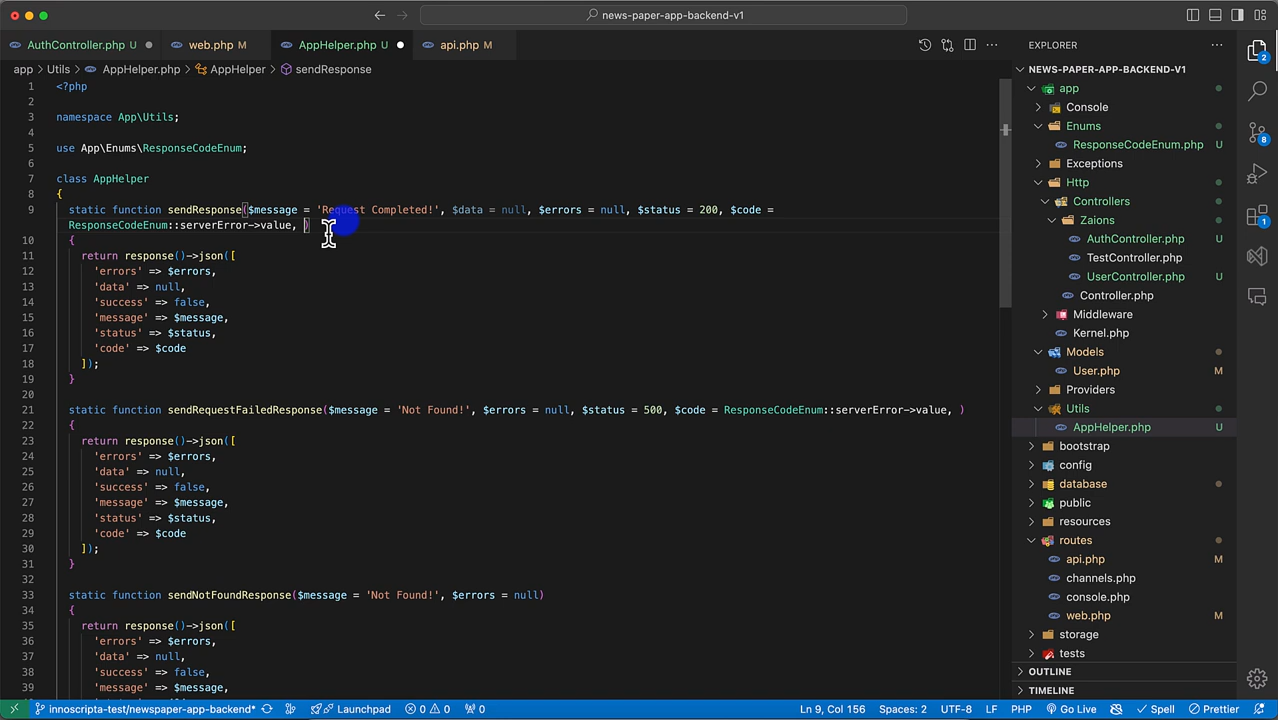 news-paper-app-backend-v1
AuthController.php U
web.php M
AppHelper.php U
api.php M
EXPLORER
app > Utils > AppHelper.php > AppHelper > sendResponse
NEWS-PAPER-APP-BACKEND-V1
1 <?php
2
3 namespace App\Utils;
4
5 use App\Enums\ResponseCodeEnum;
6
7 class AppHelper
8 {
9 static function sendResponse($message = 'Request Completed!', $data = null, $errors = null, $status = 200, $code =
ResponseCodeEnum::serverError->value, )
10 {
11 return response()->json([
12 'errors' => $errors,
13 'data' => null,
14 'success' => false,
15 'message' => $message,
16 'status' => $status,
17 'code' => $code
18 ]);
19 }
20
21 static function sendRequestFailedResponse($message = 'Not Found!', $errors = null, $status = 500, $code = ResponseCodeEnum::serverError->value, )
22 {
23 return response()->json([
24 'errors' => $errors,
25 'data' => null,
26 'success' => false,
27 'message' => $message,
28 'status' => $status,
29 'code' => $code
30 ]);
31 }
32
33 static function sendNotFoundResponse($message = 'Not Found!', $errors = null)
34 {
35 return response()->json([
36 'errors' => $errors,
37 'data' => null,
38 'success' => false,
39 'message' => $message,
app
Console
Enums
ResponseCodeEnum.php U
Exceptions
Http
Controllers
Zaions
AuthController.php U
TestController.php
UserController.php U
Controller.php
Middleware
Kernel.php
Models
User.php M
Providers
Utils
AppHelper.php U
bootstrap
config
database
public
resources
routes
api.php M
channels.php
console.php
web.php M
storage
tests
OUTLINE
TIMELINE
2
8
1
innoscripta-test/newspaper-app-backend*
Launchpad
0 0
0
Ln 9, Col 156
Spaces: 2
UTF-8
LF
PHP
Go Live
Spell
Prettier